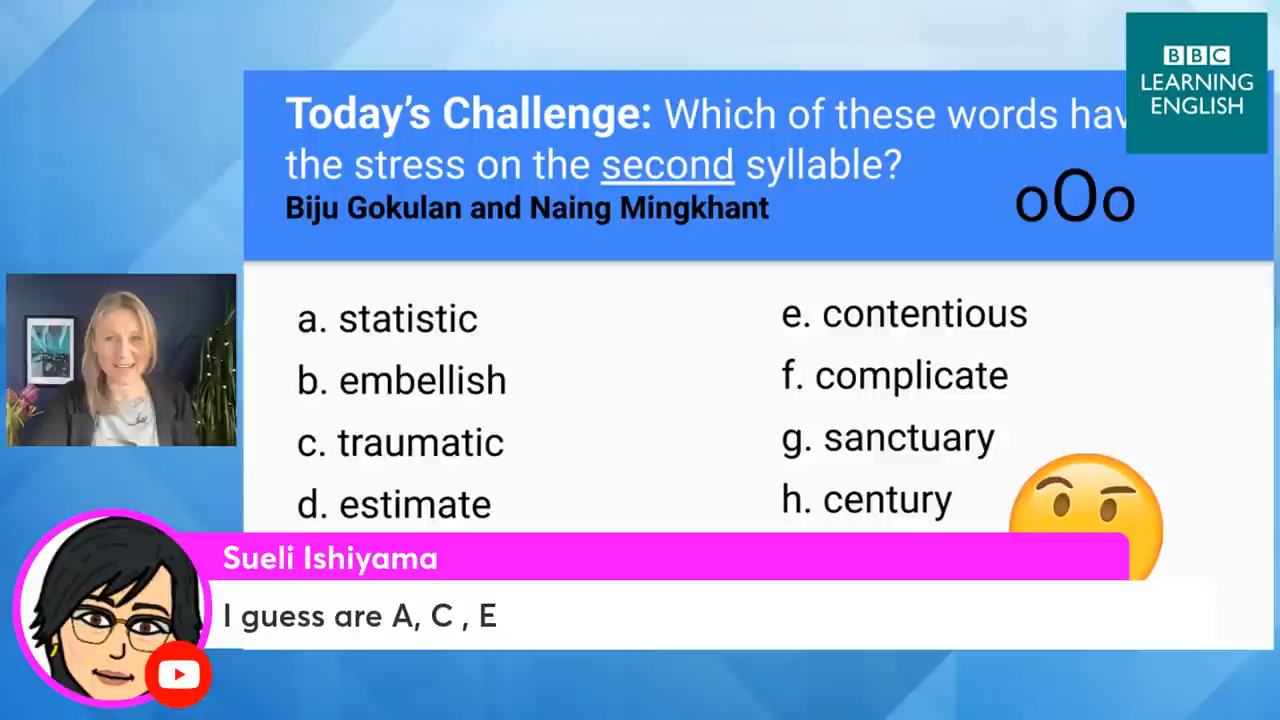 BBC
LEARNING
ENGLISH
Today's Challenge: Which of these words hav
the stress on the second syllable?
Biju Gokulan and Naing Mingkhant
oOo
a. statistic
b. embellish
c. traumatic
d. estimate
e. contentious
f. complicate
g. sanctuary
h. century
Sueli Ishiyama
I guess are A, C , E